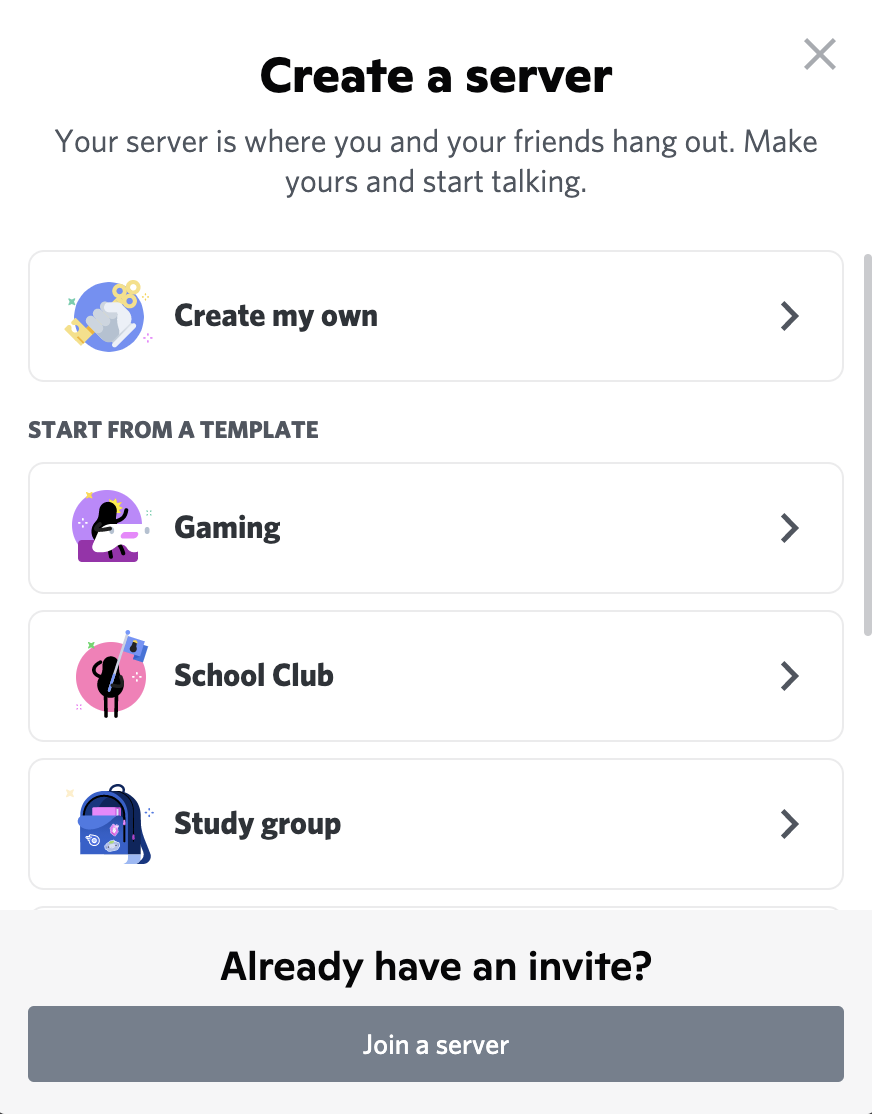 Create a server
Your server is where you and your friends hang out. Make
yours and start talking.
Create my own
START FROM A TEMPLATE
Gaming
School Club
Study group
Already have an invite?
Join a server